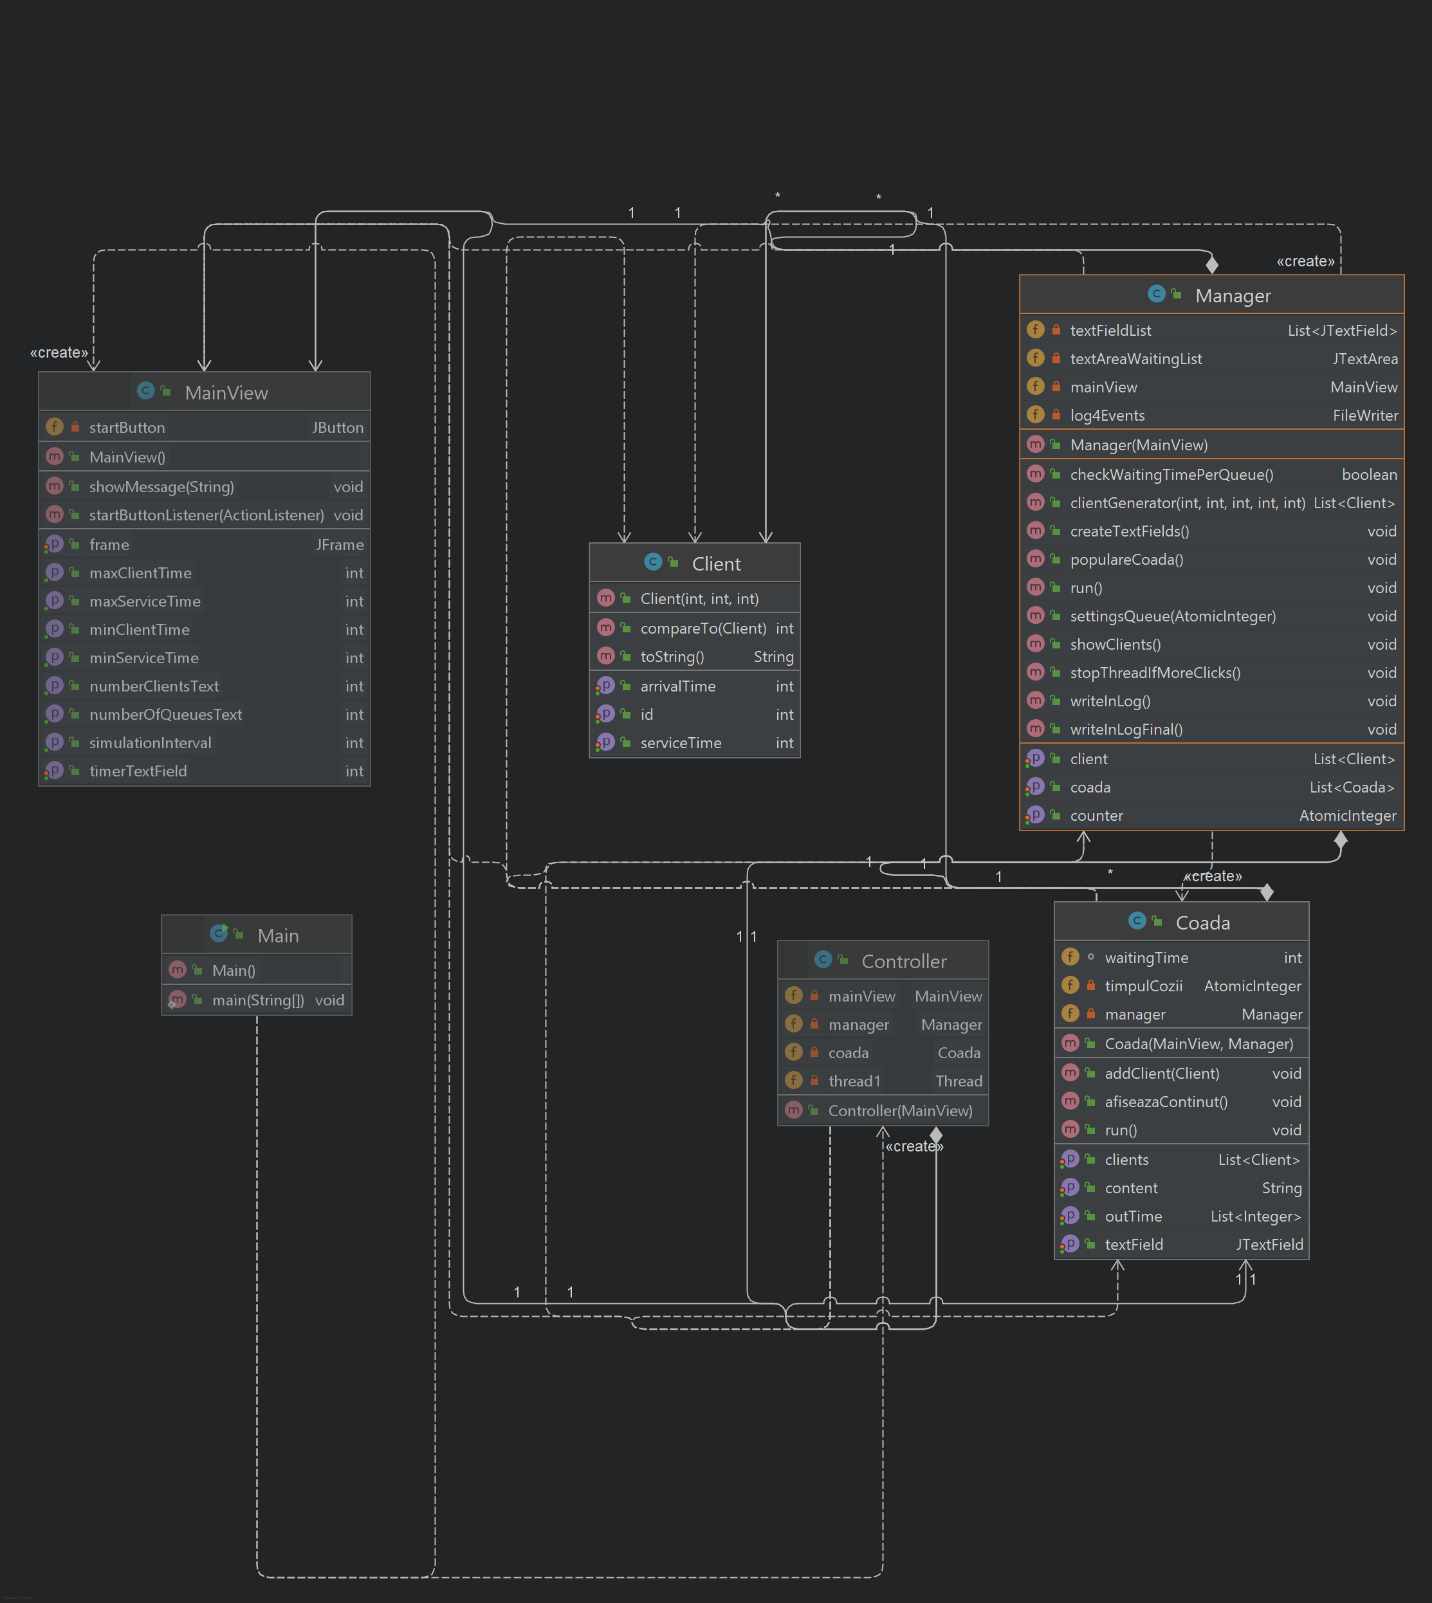 * *
1 1 1
1
«create»
«create»
Manager
textFieldList List<JTextField>
textAreaWaitingList JTextArea
mainView MainView
log4Events FileWriter
Manager(MainView)
checkWaitingTimePerQueue() boolean
clientGenerator(int, int, int, int, int) List<Client>
createTextFields() void
populareCoada() void
run() void
settingsQueue(AtomicInteger) void
showClients() void
stopThreadIfMoreClicks() void
writeInLog() void
writeInLogFinal() void
client List<Client>
coada List<Coada>
counter AtomicInteger
MainView
startButton JButton
MainView()
showMessage(String) void
startButtonListener(ActionListener) void
frame JFrame
maxClientTime int
maxServiceTime int
minClientTime int
minServiceTime int
numberClientsText int
numberOfQueuesText int
simulationInterval int
timerTextField int
Client
Client(int, int, int)
compareTo(Client) int
toString() String
arrivalTime int
id int
serviceTime int
1 1
1 * «create»
Main
Main()
main(String[]) void
1 1
Controller
mainView MainView
manager Manager
coada Coada
thread1 Thread
Controller(MainView)
«create»
Coada
waitingTime int
timpulCozii AtomicInteger
manager Manager
Coada(MainView, Manager)
addClient(Client) void
afiseazaContinut() void
run() void
clients List<Client>
content String
outTime List<Integer>
textField JTextField
1 1
1 1